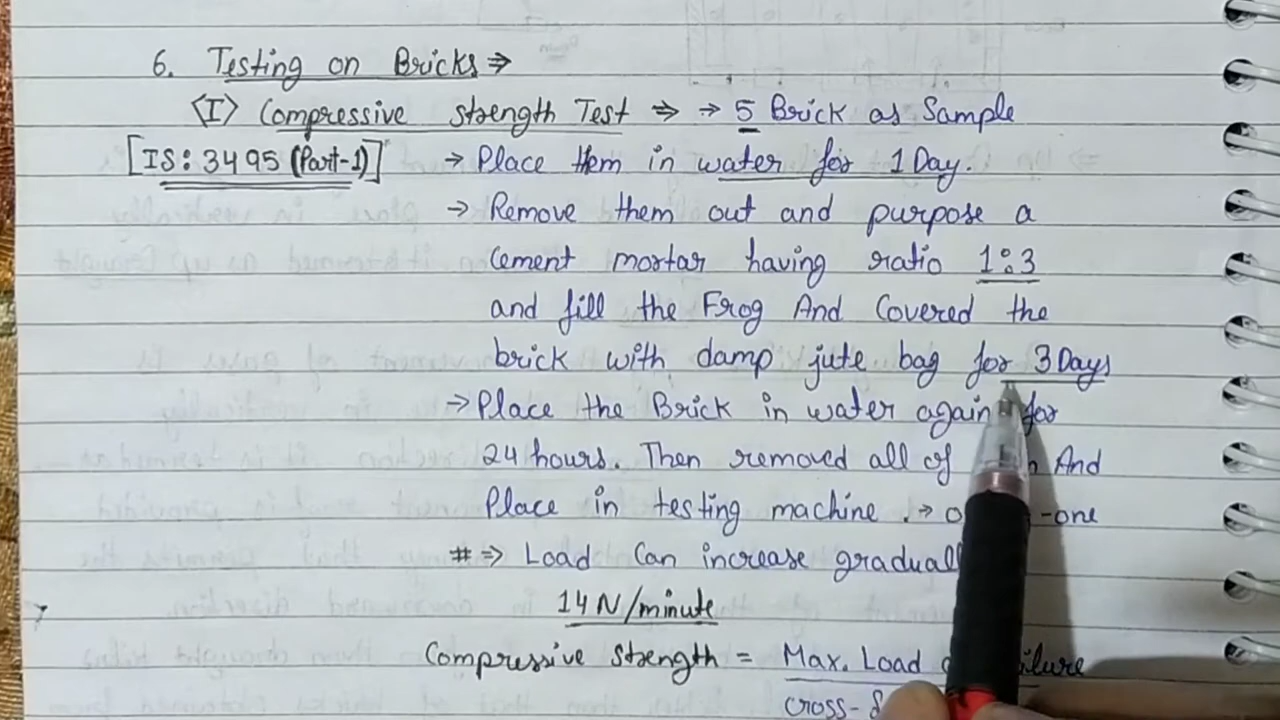 6. Testing on Bricks ⇒
<I> Compressive strength Test ⇒ → 5 Brick as Sample
[IS: 3495 (Part-1)] → Place them in water for 1 Day.
→ Remove them out and purpose a
Cement mortar having ratio 1:3
and fill the Frog And Covered the
brick with damp jute bag for 3 Days
→ Place the Brick in water again for
24 hours. Then removed all of And
Place in testing machine. → -one
# ⇒ Load Can increase gradual
14 N/minute
Compressive strength = Max. Load
cross-